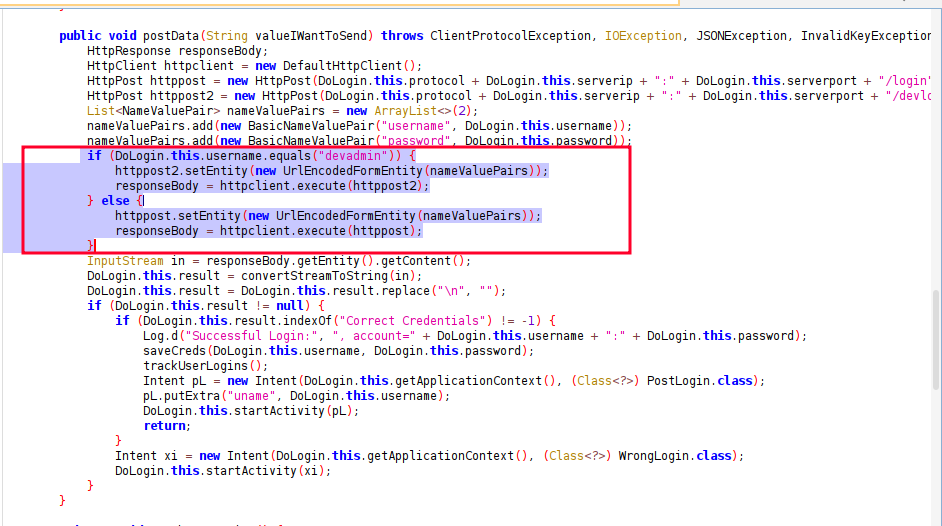 }
public void postData(String valueIWantToSend) throws ClientProtocolException, IOException, JSONException, InvalidKeyException
HttpResponse responseBody;
HttpClient httpclient = new DefaultHttpClient();
HttpPost httppost = new HttpPost(DoLogin.this.protocol + DoLogin.this.serverip + ":" + DoLogin.this.serverport + "/login"
HttpPost httppost2 = new HttpPost(DoLogin.this.protocol + DoLogin.this.serverip + ":" + DoLogin.this.serverport + "/devlo
List<NameValuePair> nameValuePairs = new ArrayList<>(2);
nameValuePairs.add(new BasicNameValuePair("username", DoLogin.this.username));
nameValuePairs.add(new BasicNameValuePair("password", DoLogin.this.password));
if (DoLogin.this.username.equals("devadmin")) {
httppost2.setEntity(new UrlEncodedFormEntity(nameValuePairs));
responseBody = httpclient.execute(httppost2);
} else {
httppost.setEntity(new UrlEncodedFormEntity(nameValuePairs));
responseBody = httpclient.execute(httppost);
}
InputStream in = responseBody.getEntity().getContent();
DoLogin.this.result = convertStreamToString(in);
DoLogin.this.result = DoLogin.this.result.replace("\n", "");
if (DoLogin.this.result != null) {
if (DoLogin.this.result.indexOf("Correct Credentials") != -1) {
Log.d("Successful Login:", ", account=" + DoLogin.this.username + ":" + DoLogin.this.password);
saveCreds(DoLogin.this.username, DoLogin.this.password);
trackUserLogins();
Intent pL = new Intent(DoLogin.this.getApplicationContext(), (Class<?>) PostLogin.class);
pL.putExtra("uname", DoLogin.this.username);
DoLogin.this.startActivity(pL);
return;
}
Intent xi = new Intent(DoLogin.this.getApplicationContext(), (Class<?>) WrongLogin.class);
DoLogin.this.startActivity(xi);
}
}